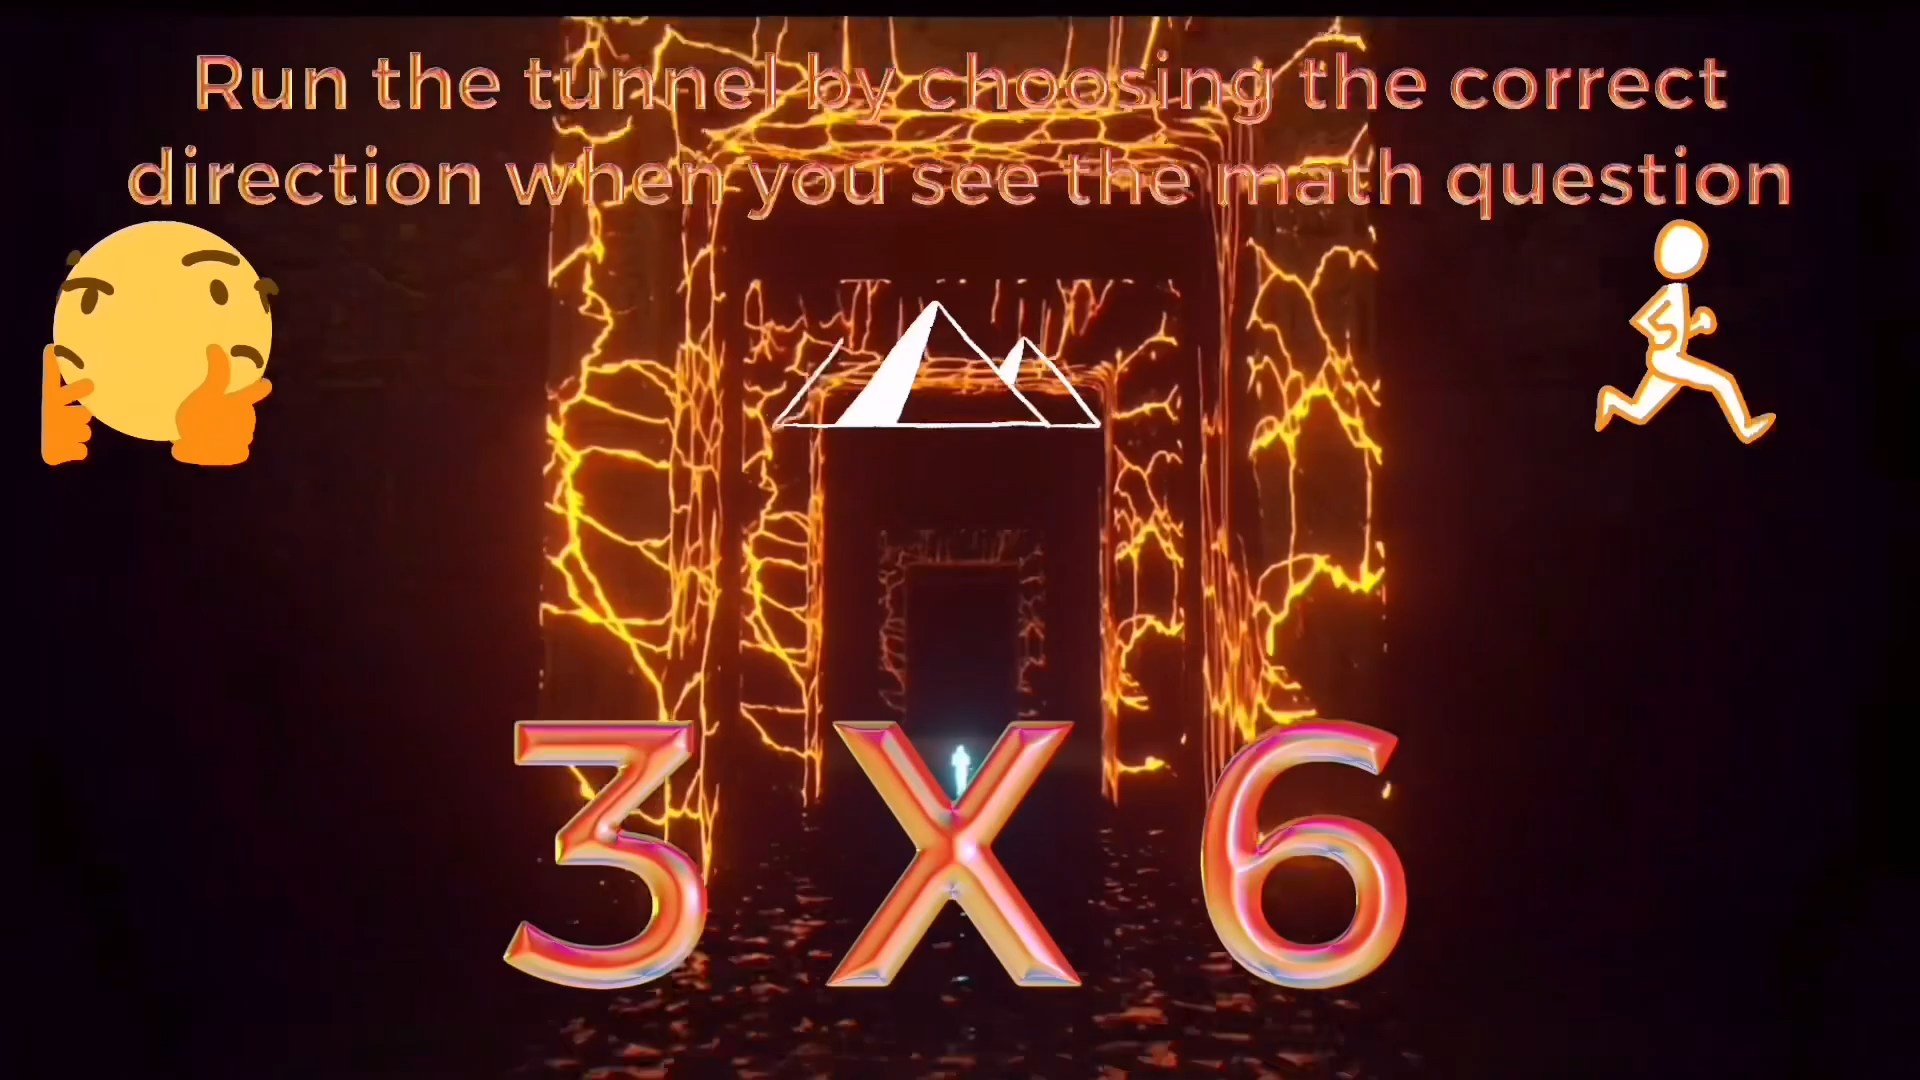 Run the tunnel by choosing the correct
direction when you see the math question
3 X 6